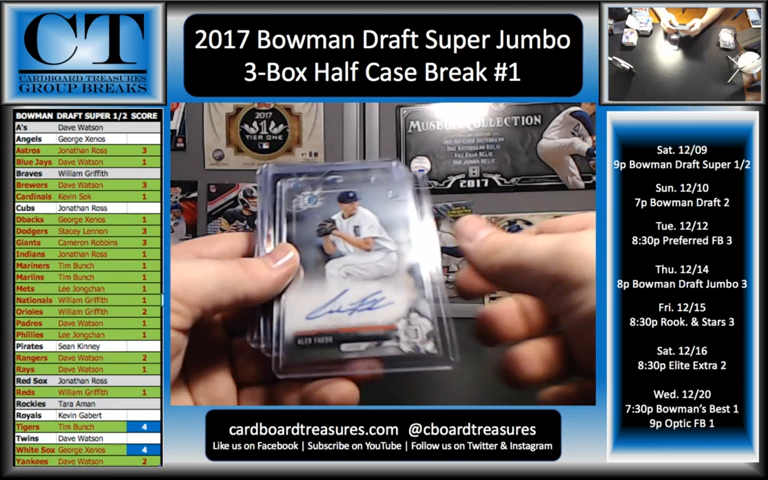 CT
CARDBOARD TREASURES
GROUP BREAKS
2017 Bowman Draft Super Jumbo
3-Box Half Case Break #1
BOWMAN DRAFT SUPER 1/2 SCORE
A's Dave Watson
Angels George Xenos
Astros Jonathan Ross 3
Blue Jays Dave Watson 1
Braves William Griffith
Brewers Dave Watson 3
Cardinals Kevin Sok 1
Cubs Jonathan Ross
Dbacks George Xenos 1
Dodgers Stacey Lennon 3
Giants Cameron Robbins 3
Indians Jonathan Ross 1
Mariners Tim Bunch 1
Marlins Tim Bunch 1
Mets Lee Jongchan 1
Nationals William Griffith 1
Orioles William Griffith 2
Padres Dave Watson 1
Phillies Lee Jongchan 1
Pirates Sean Kinney
Rangers Dave Watson 2
Rays Dave Watson 1
Red Sox Jonathan Ross
Reds William Griffith 1
Rockies Tara Aman
Royals Kevin Gabert
Tigers Tim Bunch 4
Twins Dave Watson
White Sox George Xenos 4
Yankees Dave Watson 2
2017
1
TIER ONE
MUSEUM COLLECTION
2017
ALEX FAEDO
Sat. 12/09
9p Bowman Draft Super 1/2
Sun. 12/10
7p Bowman Draft 2
Tue. 12/12
8:30p Preferred FB 3
Thu. 12/14
8p Bowman Draft Jumbo 3
Fri. 12/15
8:30p Rook. & Stars 3
Sat. 12/16
8:30p Elite Extra 2
Wed. 12/20
7:30p Bowman's Best 1
9p Optic FB 1
cardboardtreasures.com @cboardtreasures
Like us on Facebook | Subscribe on YouTube | Follow us on Twitter & Instagram